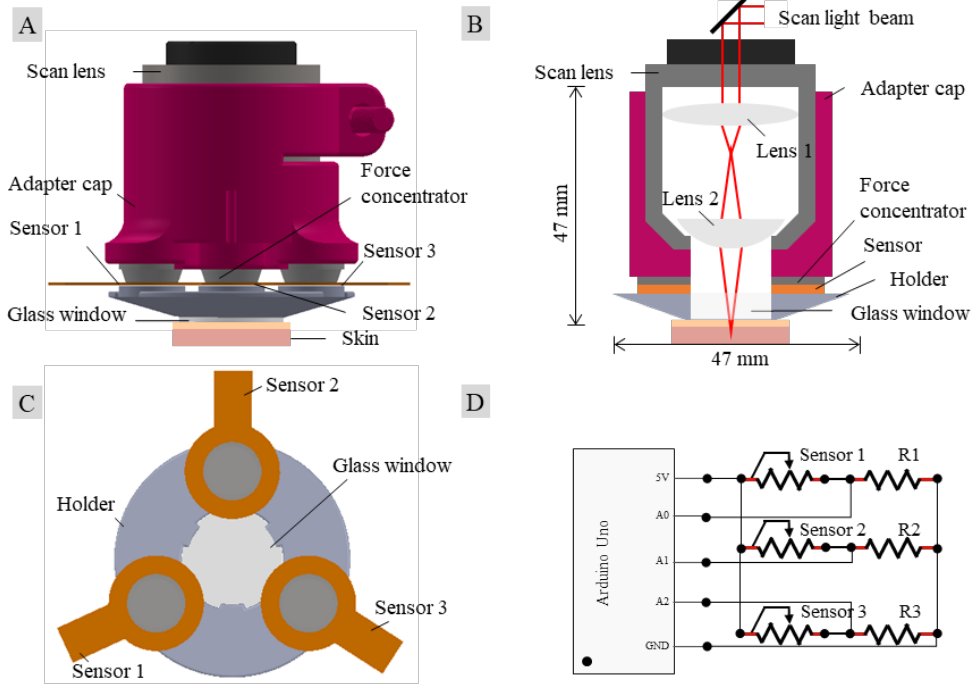 A
Scan lens
Force
concentrator
Adapter cap
Sensor 1
Sensor 3
Glass window
Sensor 2
Skin
B
Scan light beam
Scan lens
Adapter cap
Lens 1
Force
concentrator
Lens 2
47 mm
Sensor
Holder
Glass window
47 mm
C
Sensor 2
Glass window
Holder
Sensor 3
Sensor 1
D
Arduino Uno
5V
A0
A1
A2
GND
Sensor 1
R1
Sensor 2
R2
Sensor 3
R3